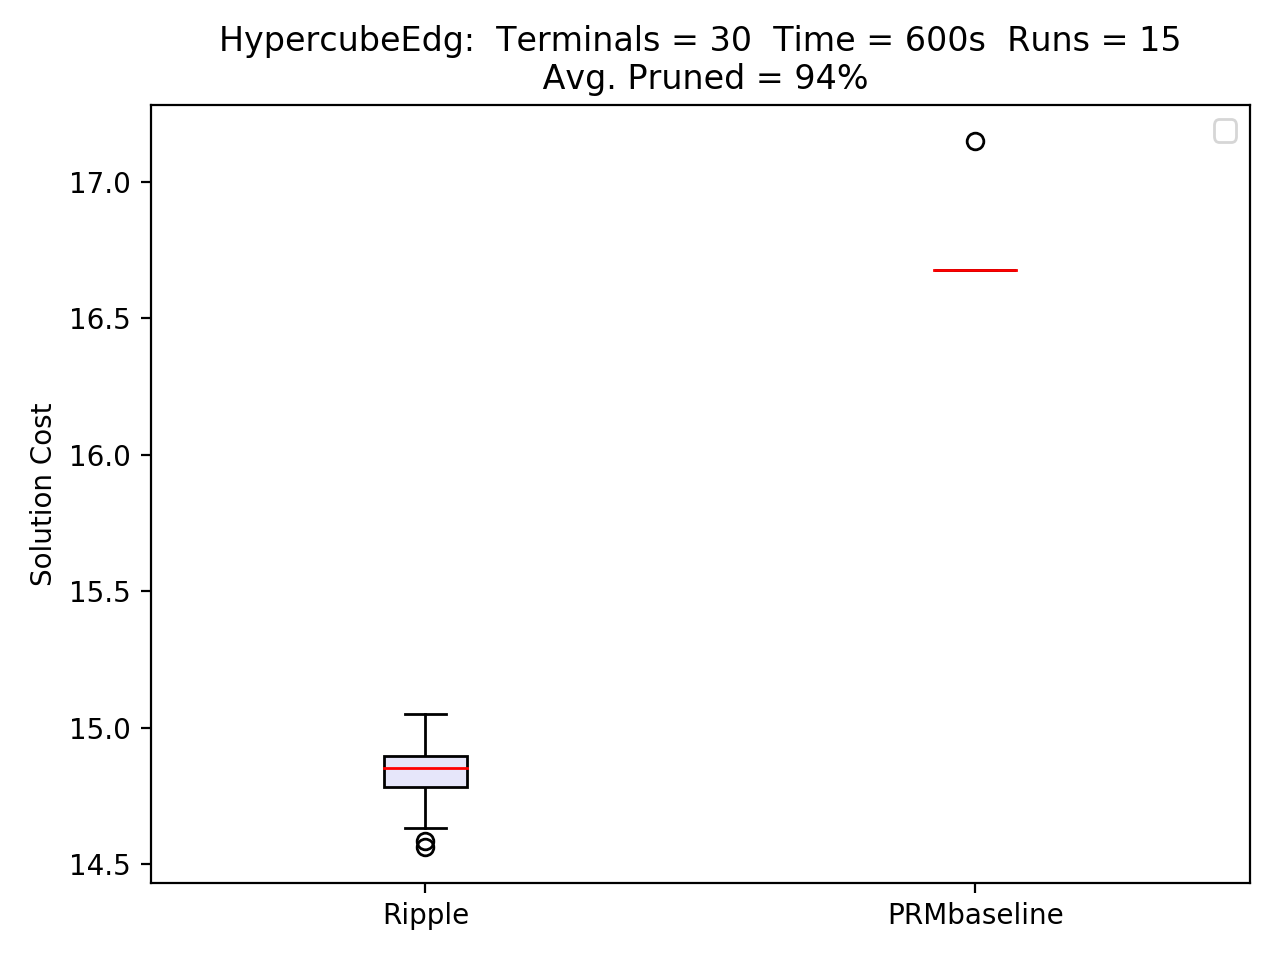 HypercubeEdg:  Terminals = 30  Time = 600s  Runs = 15
Avg. Pruned = 94%
17.0
16.5
16.0
15.5
15.0
14.5
Solution Cost
Ripple
PRMbaseline